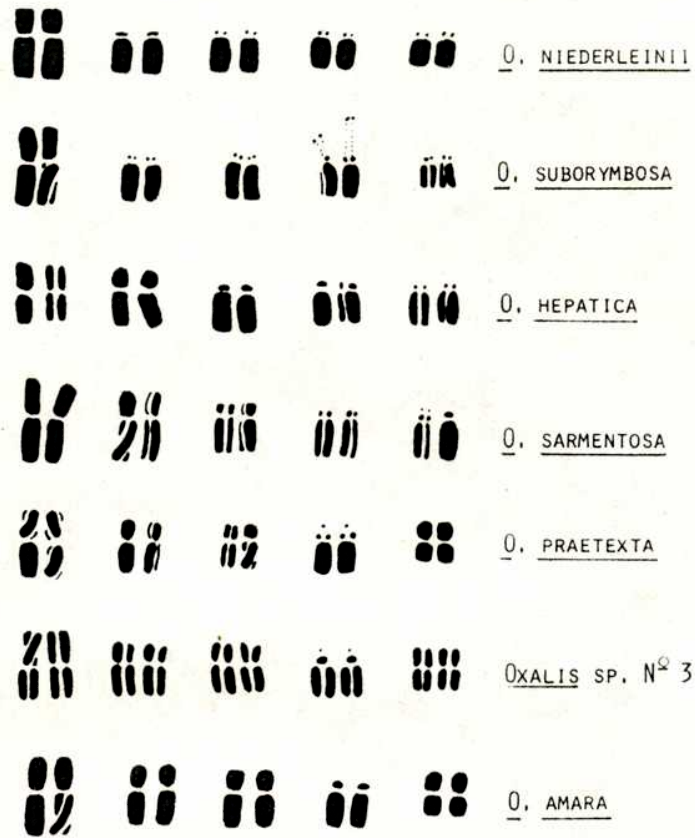 O. NIEDERLEINII
O. SUBORYMBOSA
O. HEPATICA
O. SARMENTOSA
O. PRAETEXTA
OXALIS SP. Nº 3
O. AMARA